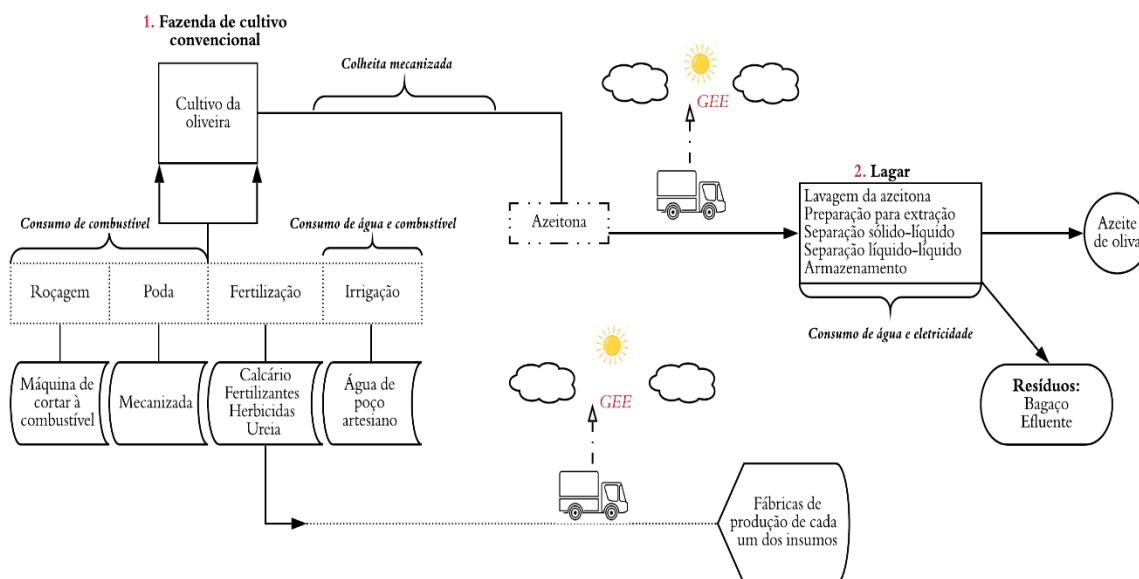 1. Fazenda de cultivo
convencional
Colheita mecanizada
Cultivo da
oliveira
GEE
2. Lagar
Lavagem da azeitona
Preparação para extração
Separação sólido-líquido
Separação líquido-líquido
Armazenamento
Azeitona
Azeite
de oliva
Consumo de combustível
Consumo de água e combustível
Roçagem
Poda
Fertilização
Irrigação
Consumo de água e eletricidade
Máquina de
cortar à
combustível
Mecanizada
Calcário
Fertilizantes
Herbicidas
Ureia
Água de
poço
artesiano
GEE
Resíduos:
Bagaço
Efluente
Fábricas de
produção de cada
um dos insumos